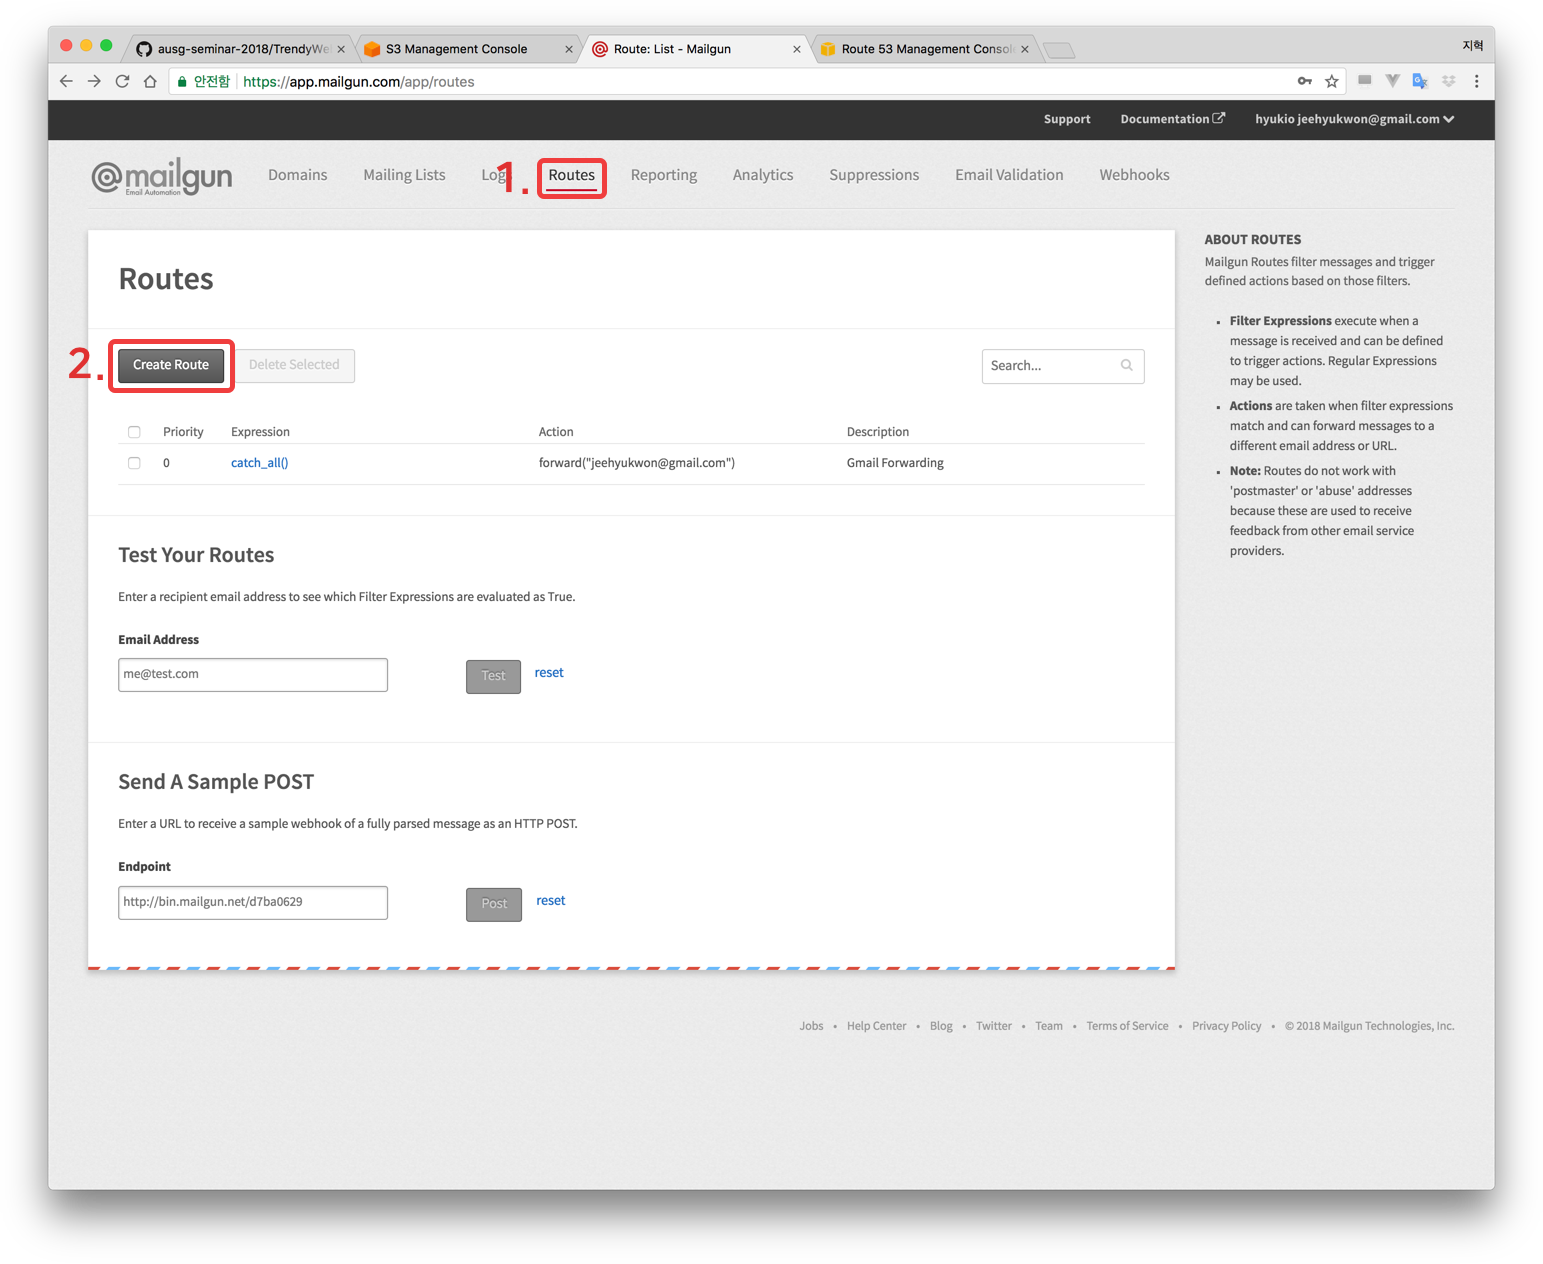 ausg-seminar-2018/TrendyWe
S3 Management Console
Route: List - Mailgun
Route 53 Management Console
지혁
안전함
https://app.mailgun.com/app/routes
Support
Documentation
hyukio jeehyukwon@gmail.com
@mailgun
Email Automation
Domains
Mailing Lists
Logs
1.
Routes
Reporting
Analytics
Suppressions
Email Validation
Webhooks
Routes
2.
Create Route
Delete Selected
Search...
Priority
Expression
Action
Description
0
catch_all()
forward("jeehyukwon@gmail.com")
Gmail Forwarding
Test Your Routes
Enter a recipient email address to see which Filter Expressions are evaluated as True.
Email Address
me@test.com
Test
reset
Send A Sample POST
Enter a URL to receive a sample webhook of a fully parsed message as an HTTP POST.
Endpoint
http://bin.mailgun.net/d7ba0629
Post
reset
ABOUT ROUTES
Mailgun Routes filter messages and trigger
defined actions based on those filters.
Filter Expressions execute when a
message is received and can be defined
to trigger actions. Regular Expressions
may be used.
Actions are taken when filter expressions
match and can forward messages to a
different email address or URL.
Note: Routes do not work with
'postmaster' or 'abuse' addresses
because these are used to receive
feedback from other email service
providers.
Jobs • Help Center • Blog • Twitter • Team • Terms of Service • Privacy Policy • © 2018 Mailgun Technologies, Inc.